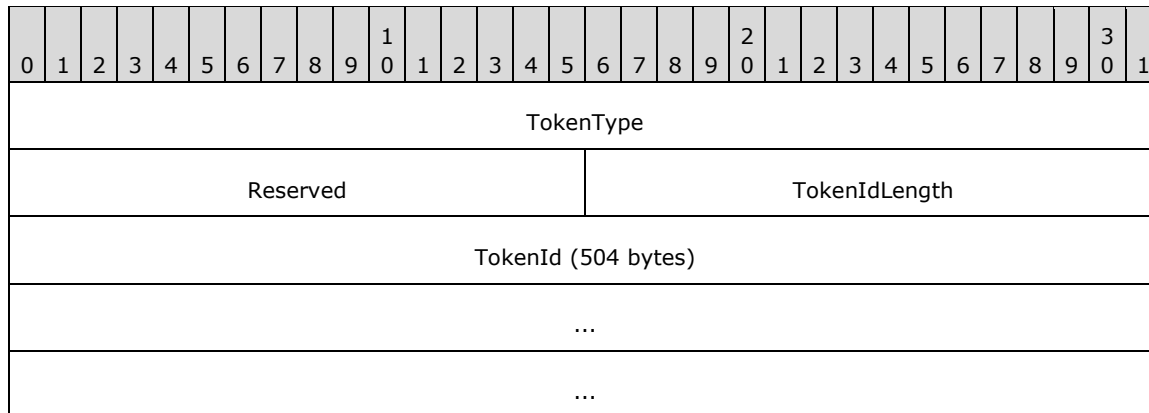 1 2 3
0 1 2 3 4 5 6 7 8 9 0 1 2 3 4 5 6 7 8 9 0 1 2 3 4 5 6 7 8 9 0 1
TokenType
Reserved TokenIdLength
TokenId (504 bytes)
...
...